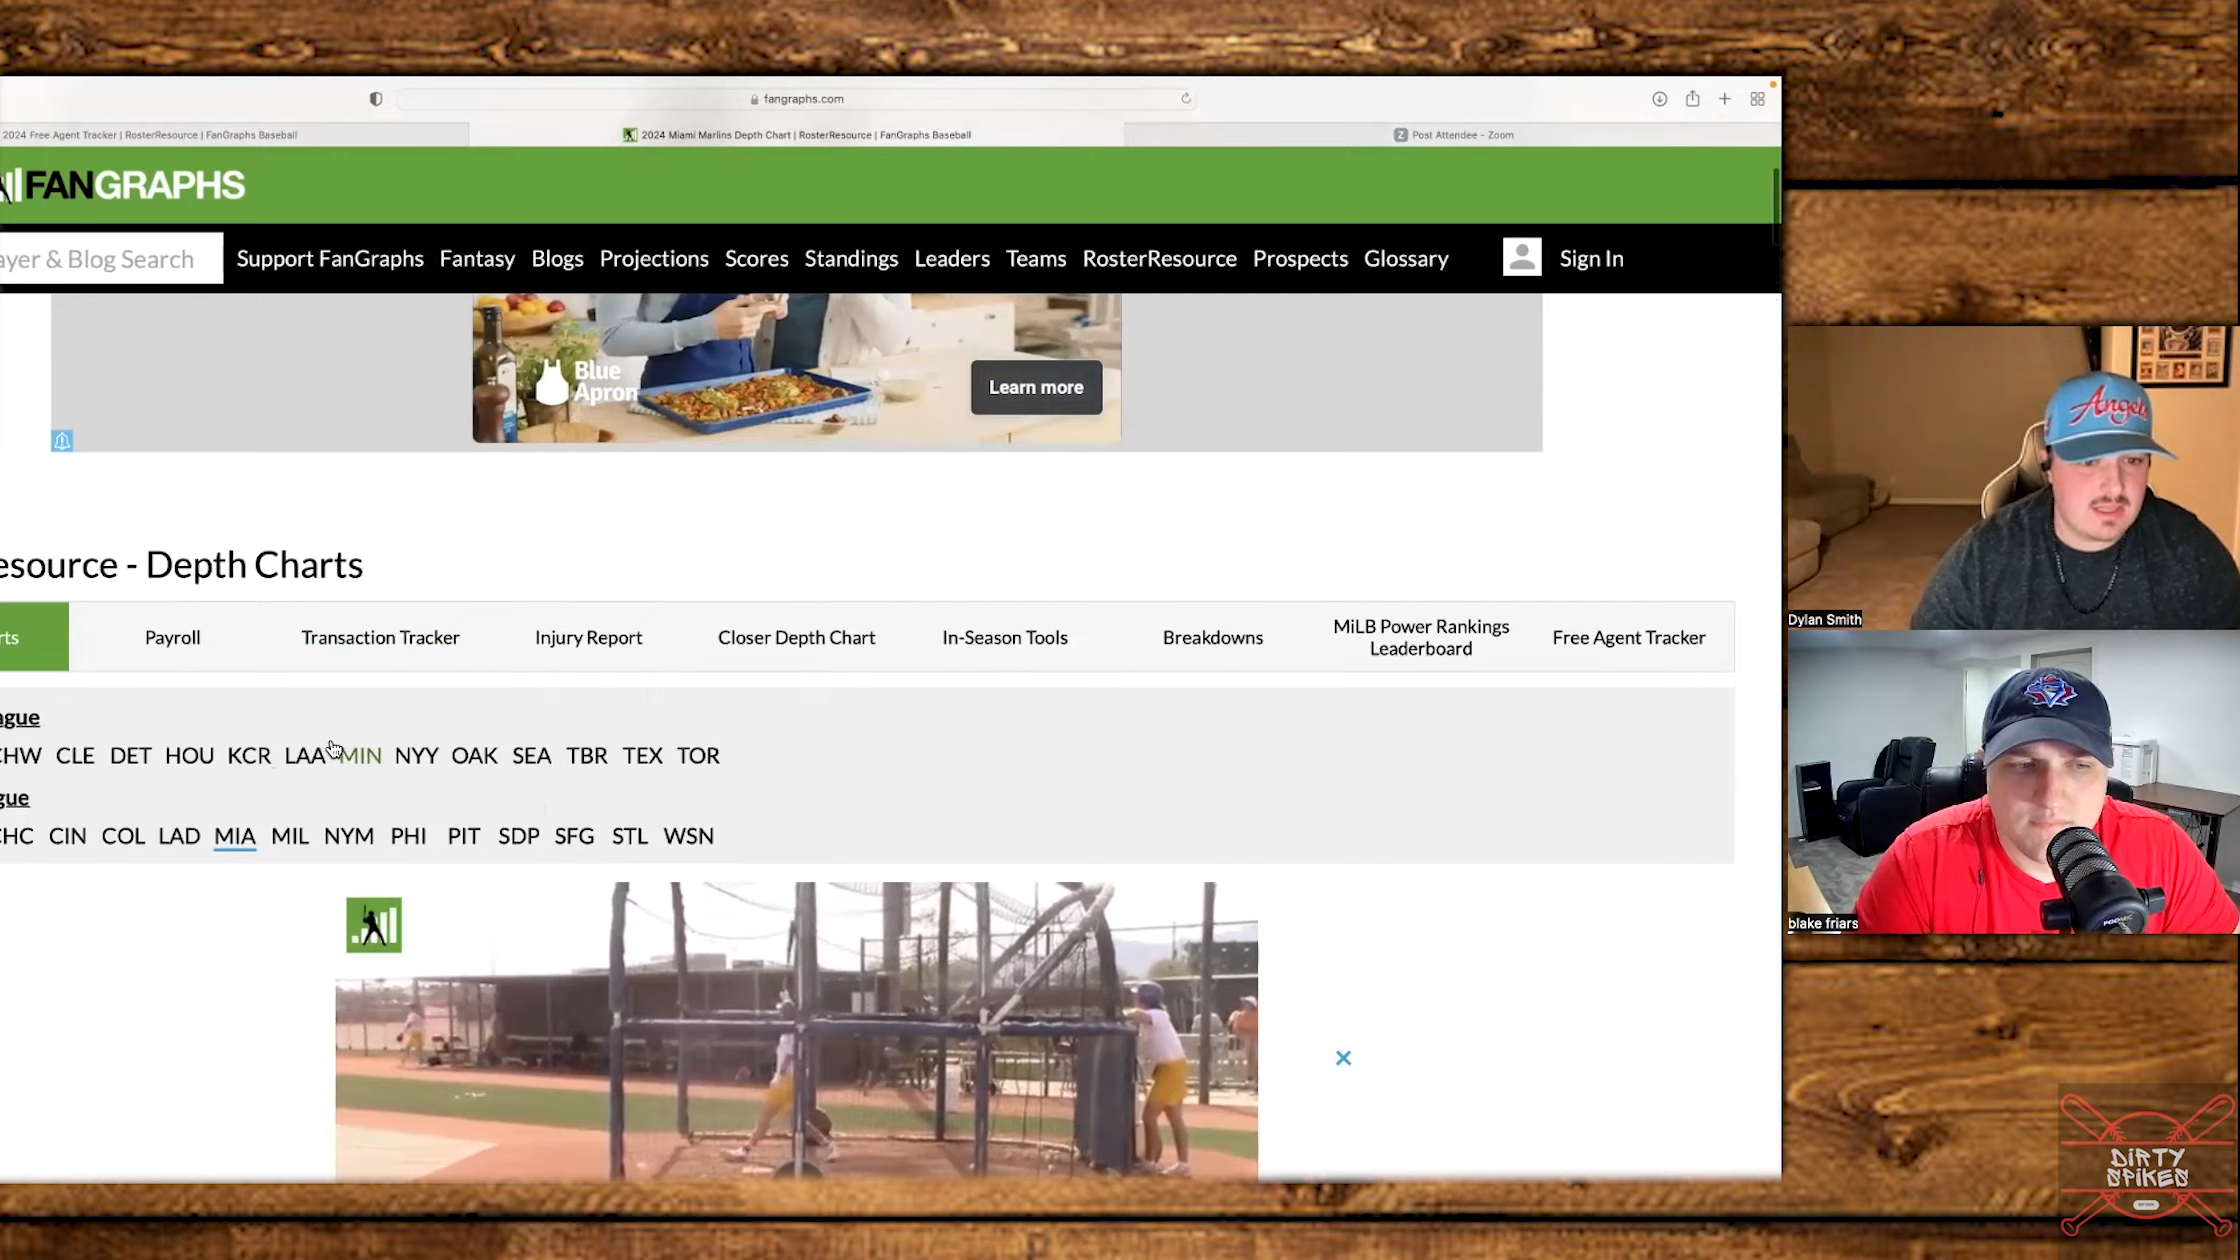 fangraphs.com
2024 Free Agent Tracker | RosterResource | FanGraphs Baseball
2024 Miami Marlins Depth Chart | RosterResource | FanGraphs Baseball
Z Post Attendee - Zoom
FANGRAPHS
ayer & Blog Search
Support FanGraphs Fantasy Blogs Projections Scores Standings Leaders Teams RosterResource Prospects Glossary Sign In
Blue
Apron
Learn more
Angels
esource - Depth Charts
Dylan Smith
rts
Payroll
Transaction Tracker
Injury Report
Closer Depth Chart
In-Season Tools
Breakdowns
MiLB Power Rankings
Leaderboard
Free Agent Tracker
ague
CHW CLE DET HOU KCR LAA MIN NYY OAK SEA TBR TEX TOR
gue
CHC CIN COL LAD MIA MIL NYM PHI PIT SDP SFG STL WSN
PODMIC
blake friars
DiRTY
SPiKES